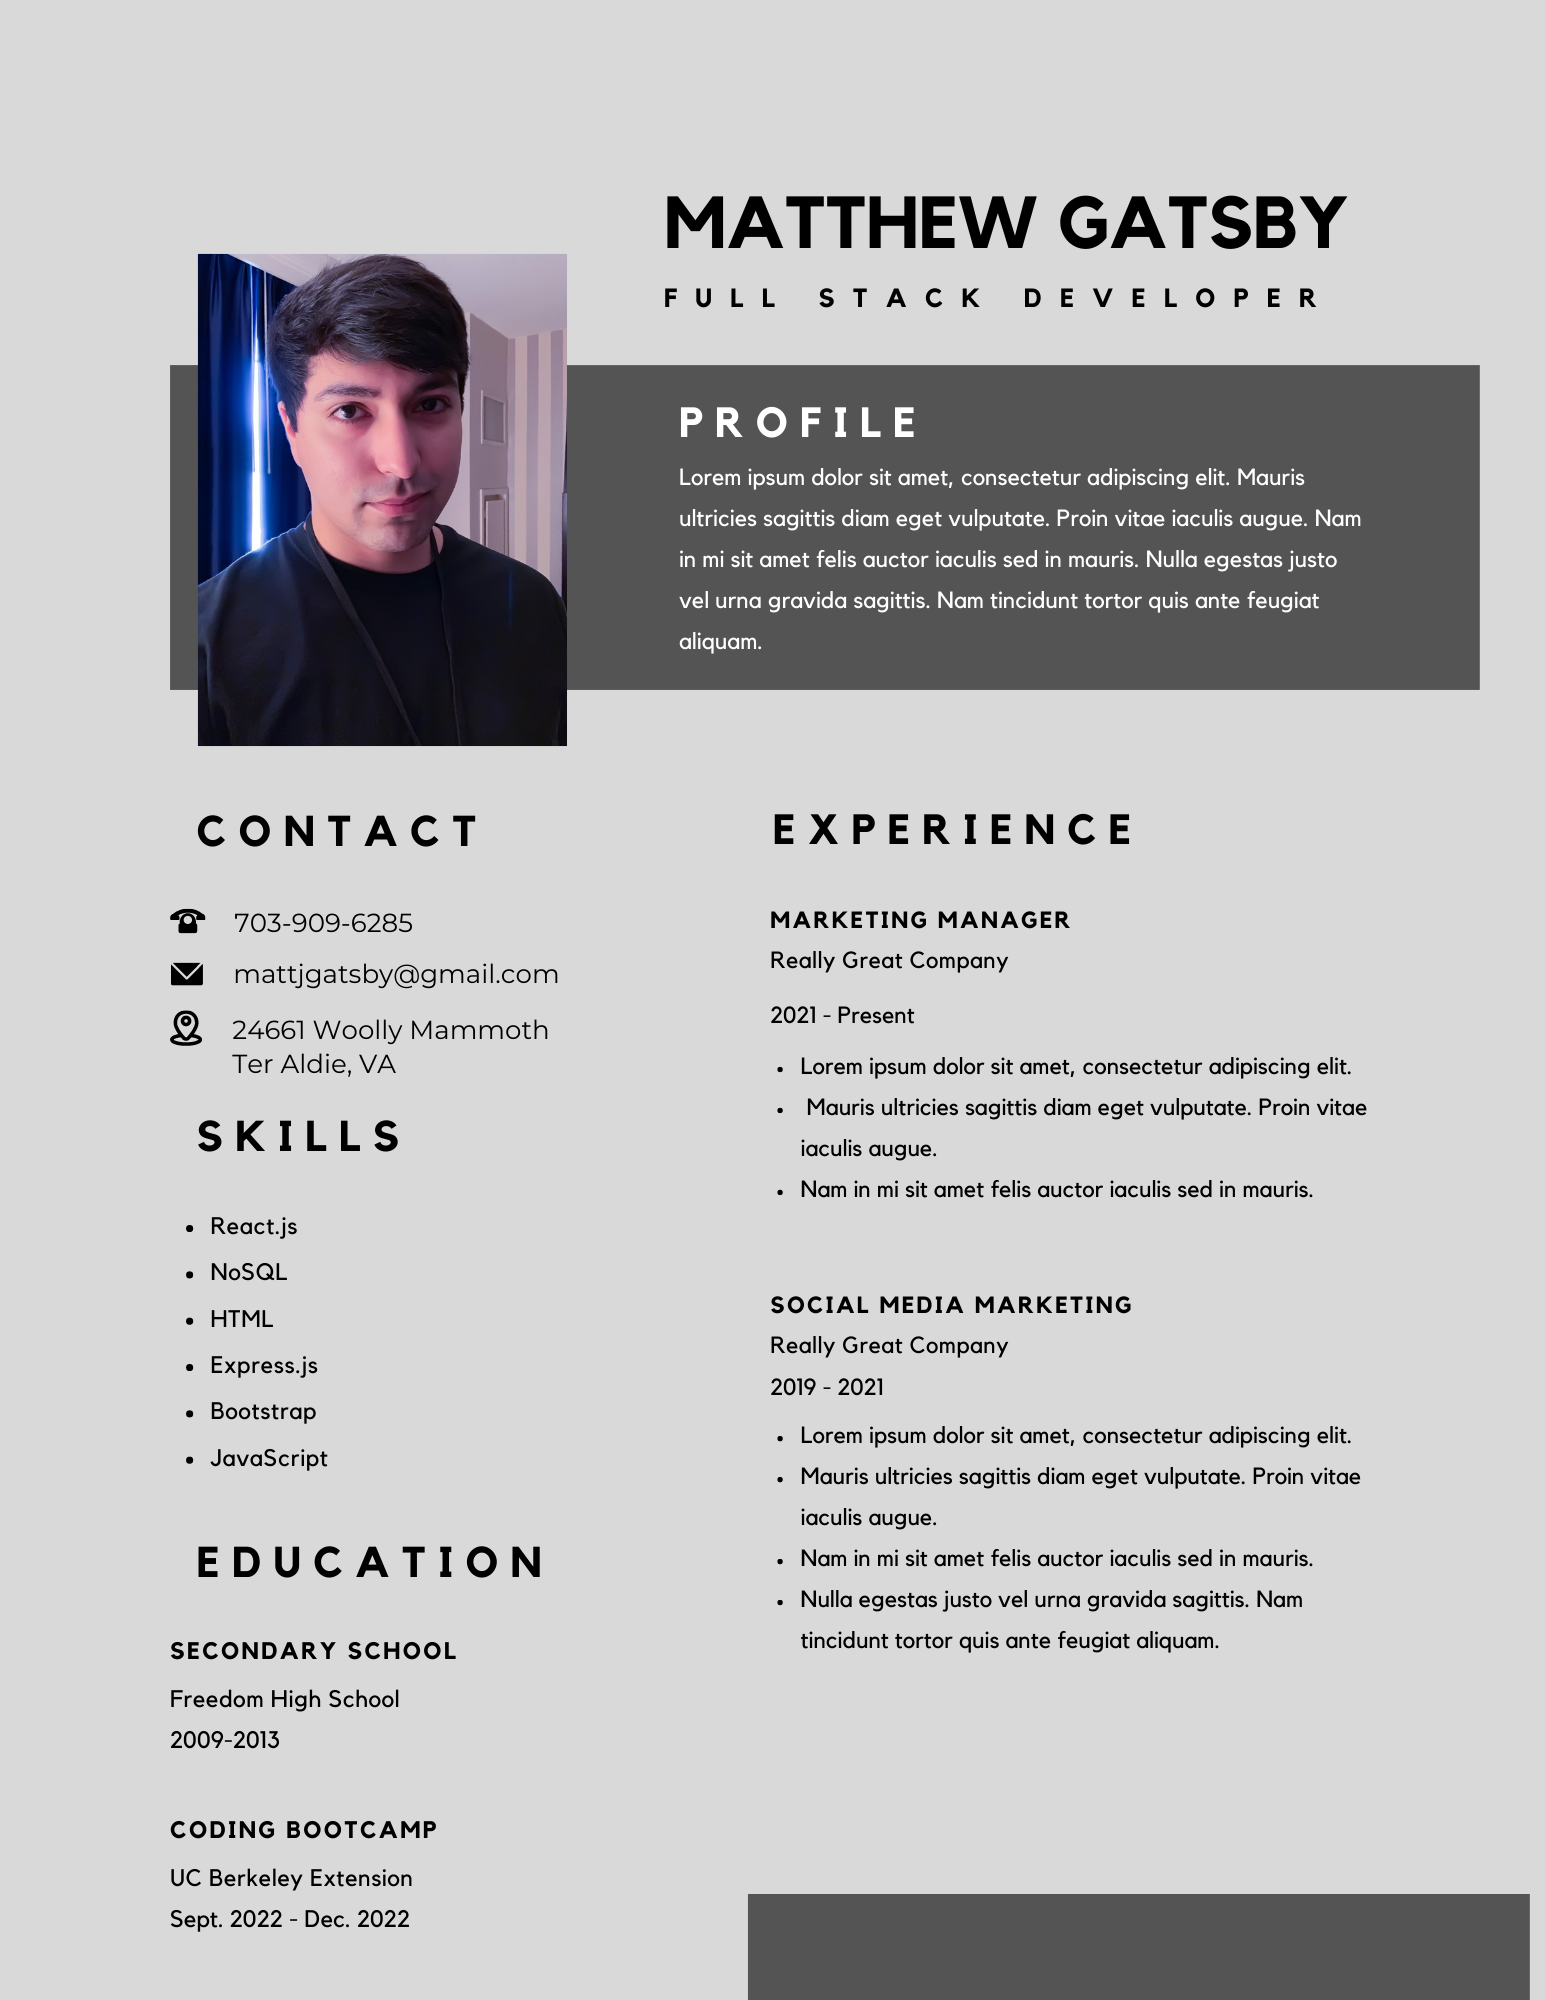 MATTHEW GATSBY
FULL STACK DEVELOPER
PROFILE
Lorem ipsum dolor sit amet, consectetur adipiscing elit. Mauris
ultricies sagittis diam eget vulputate. Proin vitae iaculis augue. Nam
in mi sit amet felis auctor iaculis sed in mauris. Nulla egestas justo
vel urna gravida sagittis. Nam tincidunt tortor quis ante feugiat
aliquam.
CONTACT
703-909-6285
mattjgatsby@gmail.com
24661 Woolly Mammoth
Ter Aldie, VA
SKILLS
• React.js
• NoSQL
• HTML
• Express.js
• Bootstrap
• JavaScript
EDUCATION
SECONDARY SCHOOL
Freedom High School
2009-2013
CODING BOOTCAMP
UC Berkeley Extension
Sept. 2022 - Dec. 2022
EXPERIENCE
MARKETING MANAGER
Really Great Company
2021 - Present
• Lorem ipsum dolor sit amet, consectetur adipiscing elit.
• Mauris ultricies sagittis diam eget vulputate. Proin vitae
iaculis augue.
• Nam in mi sit amet felis auctor iaculis sed in mauris.
SOCIAL MEDIA MARKETING
Really Great Company
2019 - 2021
• Lorem ipsum dolor sit amet, consectetur adipiscing elit.
• Mauris ultricies sagittis diam eget vulputate. Proin vitae
iaculis augue.
• Nam in mi sit amet felis auctor iaculis sed in mauris.
• Nulla egestas justo vel urna gravida sagittis. Nam
tincidunt tortor quis ante feugiat aliquam.